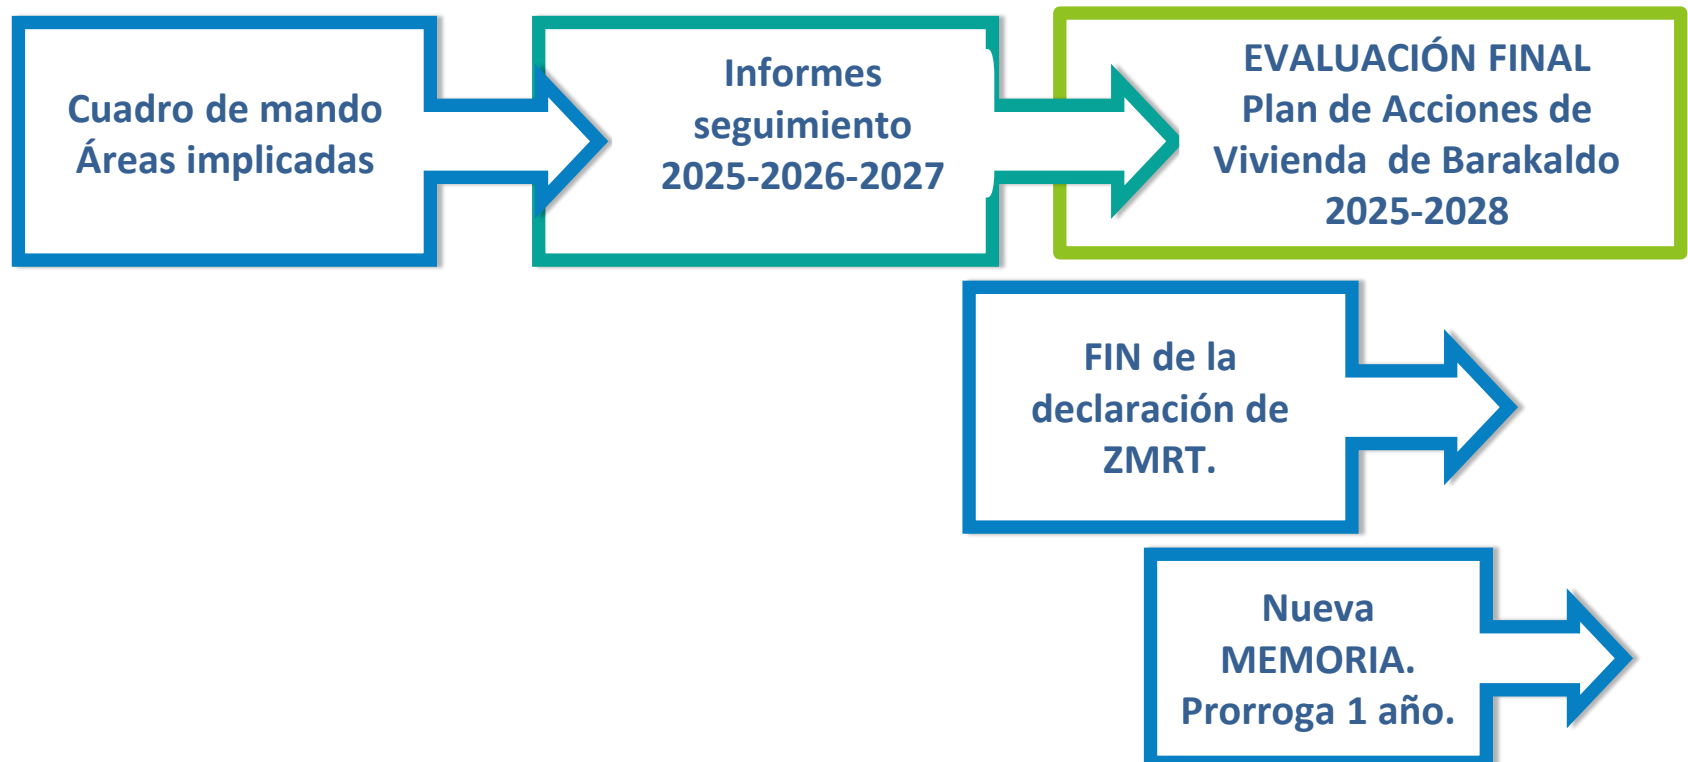 Cuadro de mando
Áreas implicadas
Informes
seguimiento
2025-2026-2027
EVALUACIÓN FINAL
Plan de Acciones de
Vivienda de Barakaldo
2025-2028
FIN de la
declaración de
ZMRT.
Nueva
MEMORIA.
Prorroga 1 año.